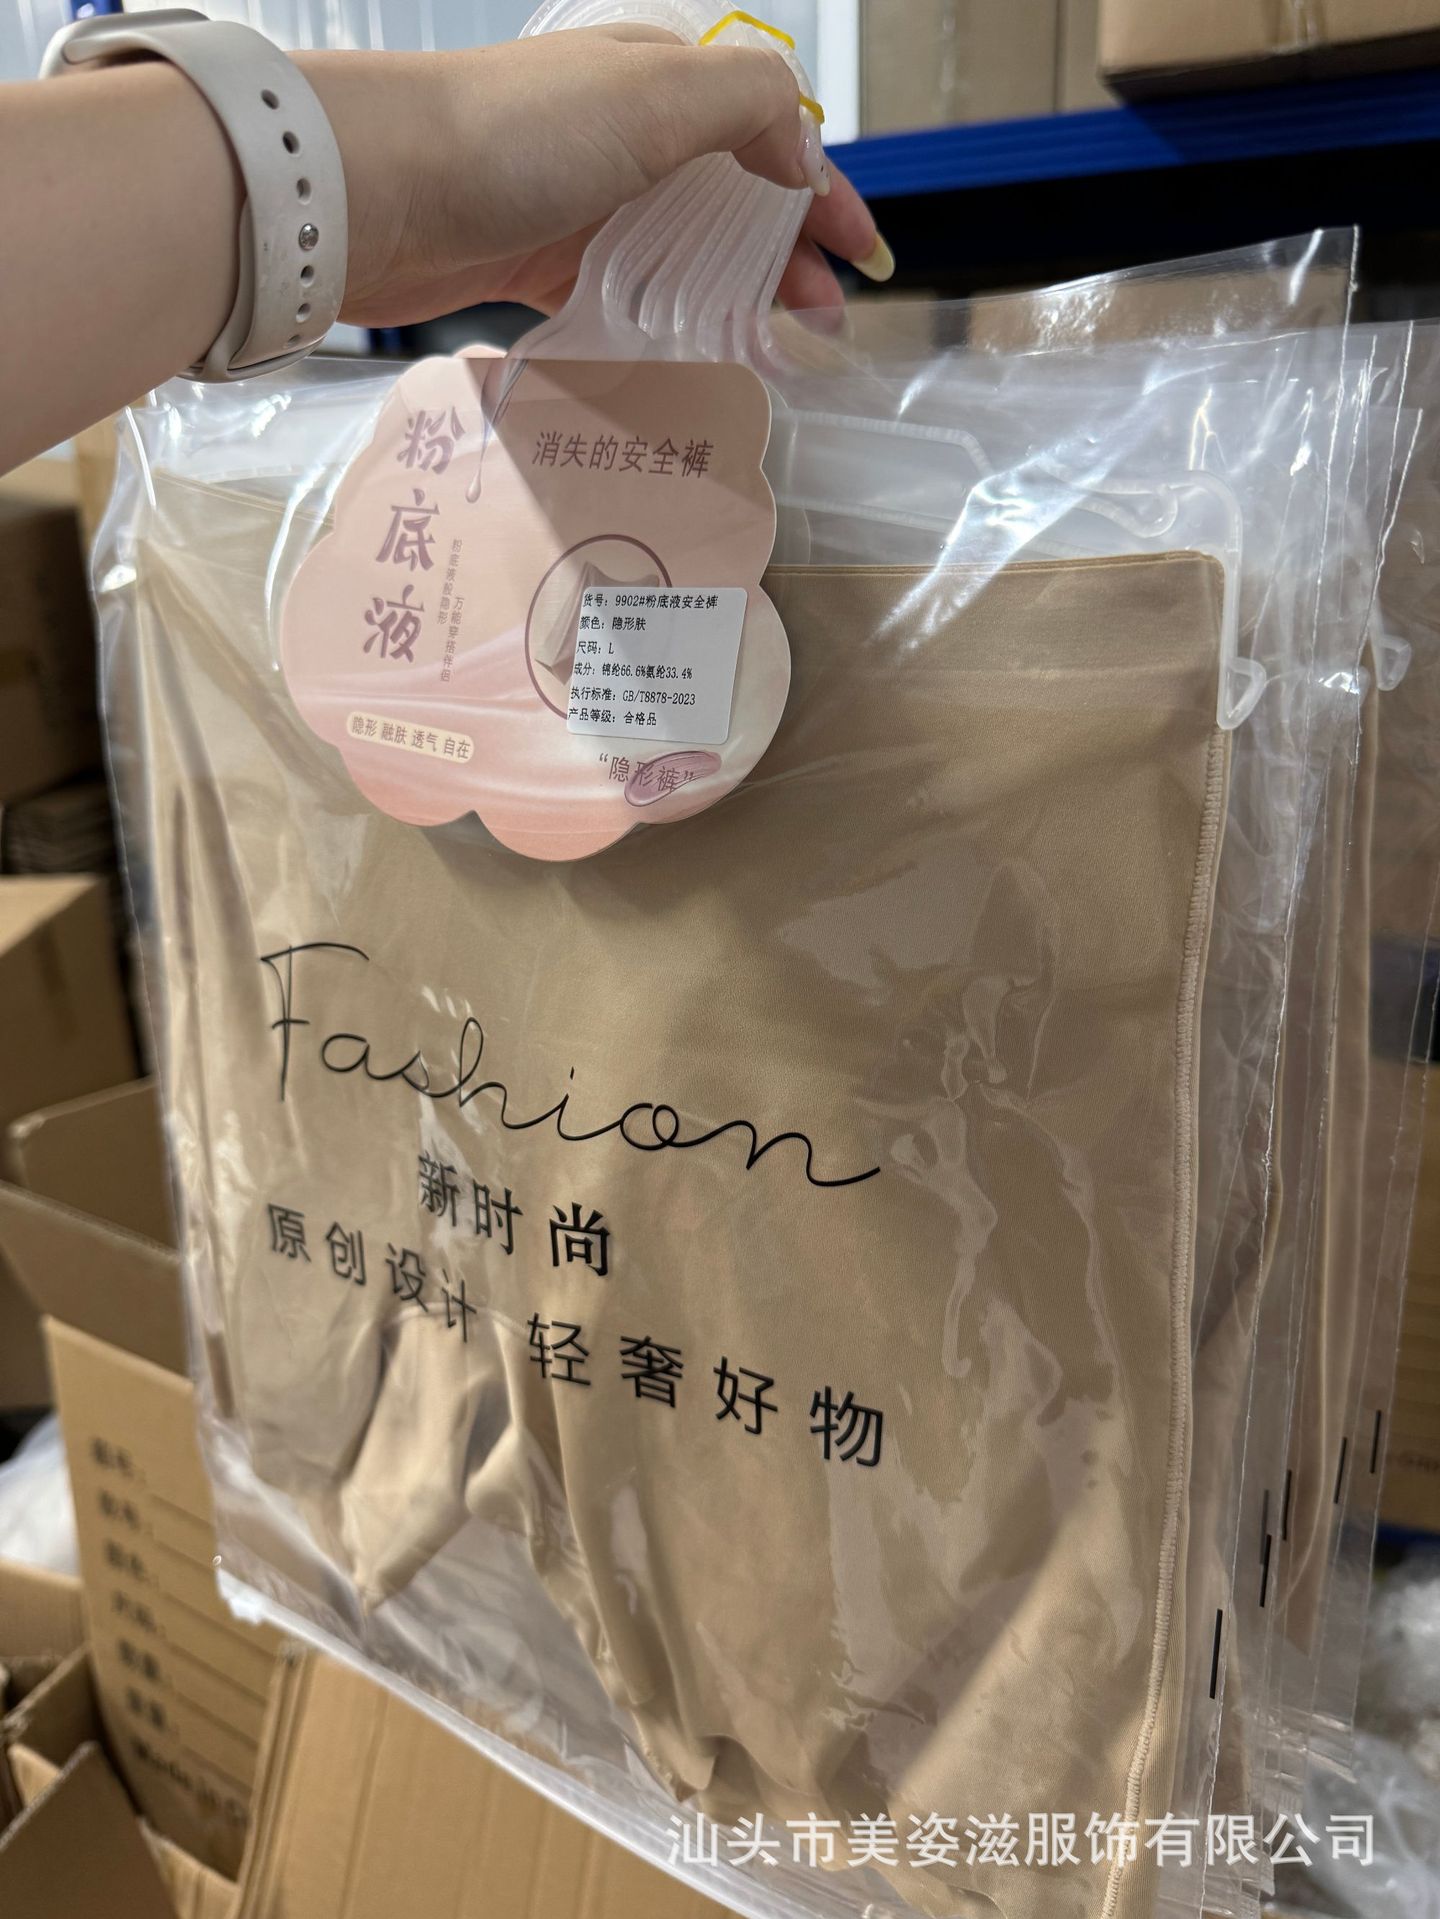 粉底液
消失的安全裤
粉底液般隐形
万能穿搭伴侣
货号：9902#粉底液安全裤
颜色：隐形肤
尺码：L
成分：锦纶66.6%氨纶33.4%
执行标准：GB/T8878-2023
产品等级：合格品
隐形 融肤 透气 自在
“隐形裤”
Fashion
新时尚
原创设计 轻奢好物
汕头市美姿滋服饰有限公司